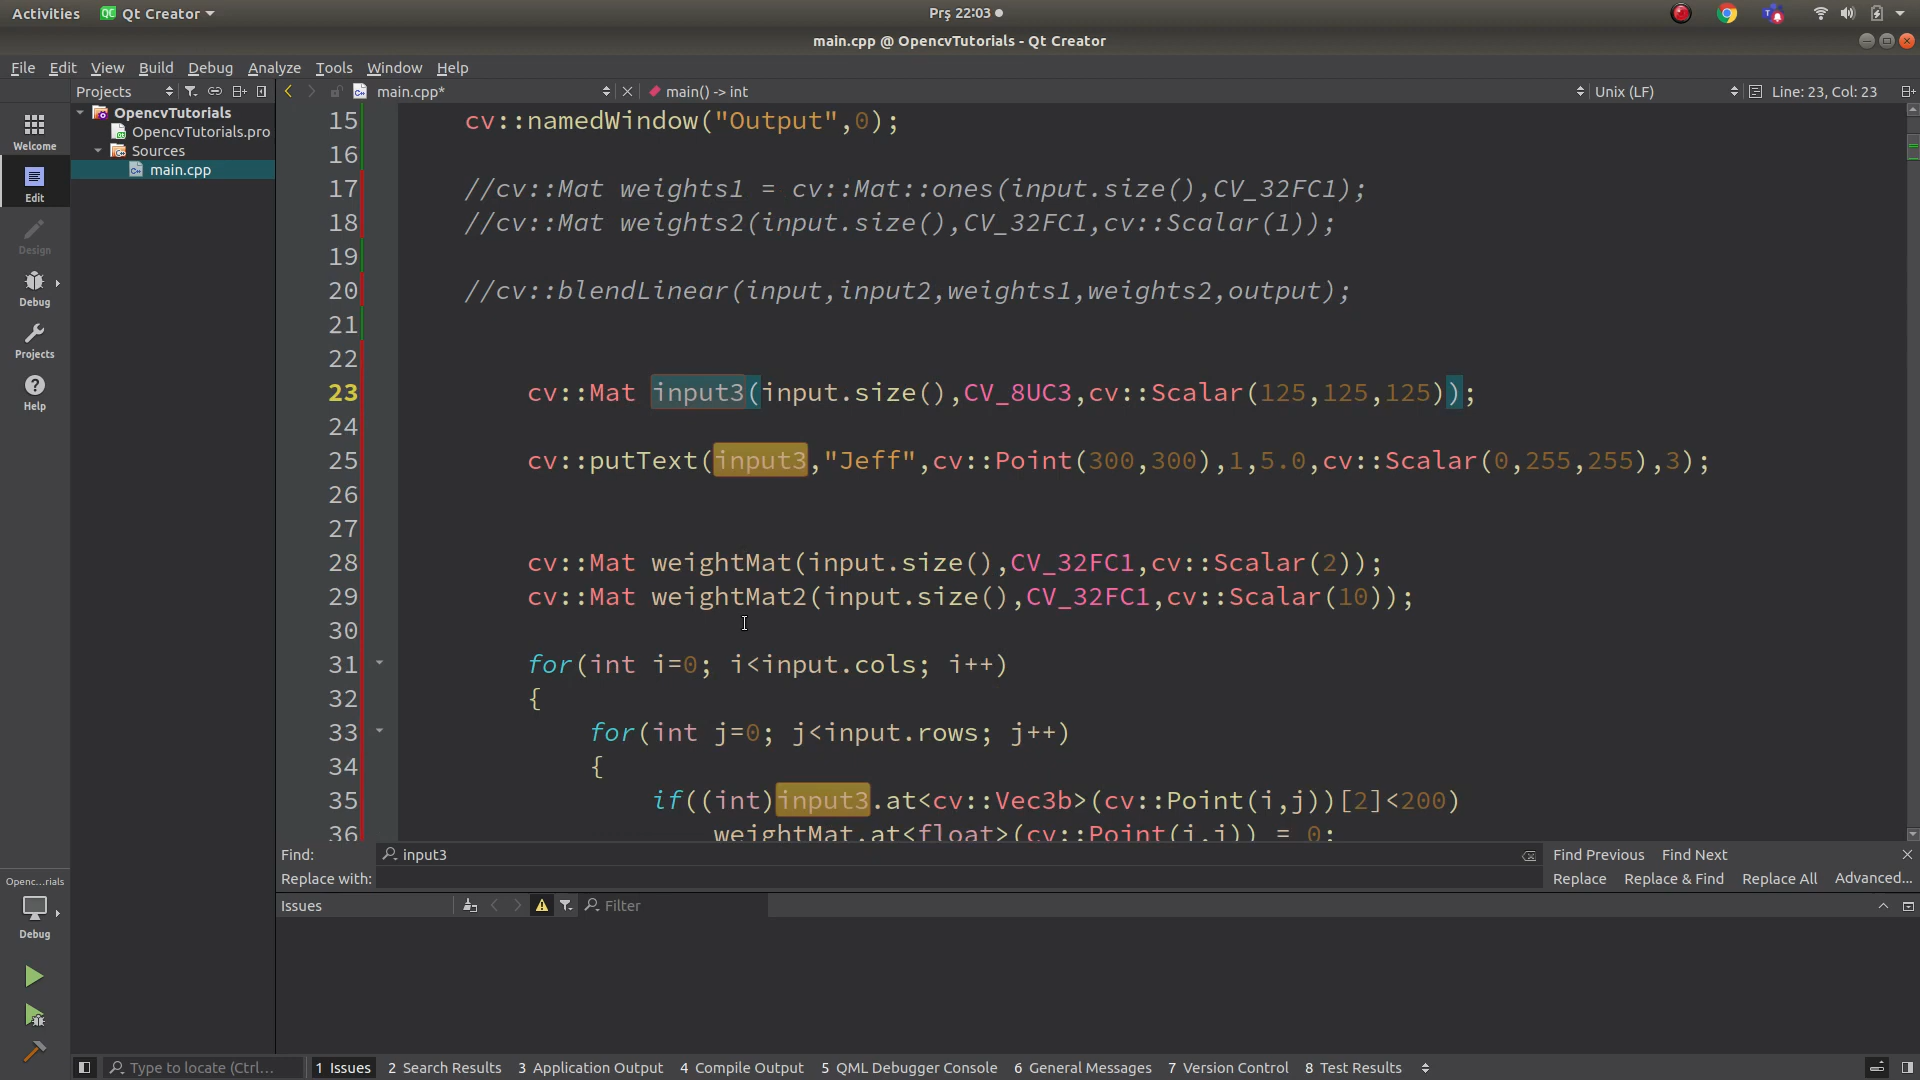 Activities Qt Creator Prş 22:03
main.cpp @ OpencvTutorials - Qt Creator
File Edit View Build Debug Analyze Tools Window Help
Projects main.cpp* main() -> int Unix (LF) Line: 23, Col: 23
OpencvTutorials
OpencvTutorials.pro
Sources
main.cpp
Welcome
Edit
Design
Debug
Projects
Help
Openc...rials
Debug
15 cv::namedWindow("Output",0);
16
17 //cv::Mat weights1 = cv::Mat::ones(input.size(),CV_32FC1);
18 //cv::Mat weights2(input.size(),CV_32FC1,cv::Scalar(1));
19
20 //cv::blendLinear(input,input2,weights1,weights2,output);
21
22
23 cv::Mat input3(input.size(),CV_8UC3,cv::Scalar(125,125,125));
24
25 cv::putText(input3,"Jeff",cv::Point(300,300),1,5.0,cv::Scalar(0,255,255),3);
26
27
28 cv::Mat weightMat(input.size(),CV_32FC1,cv::Scalar(2));
29 cv::Mat weightMat2(input.size(),CV_32FC1,cv::Scalar(10));
30
31 for(int i=0; i<input.cols; i++)
32 {
33 for(int j=0; j<input.rows; j++)
34 {
35 if((int)input3.at<cv::Vec3b>(cv::Point(i,j))[2]<200)
36 weightMat.at<float>(cv::Point(i,j)) = 0;
Find: input3 Find Previous Find Next
Replace with: Replace Replace & Find Replace All Advanced...
Issues Filter
Type to locate (Ctrl... 1 Issues 2 Search Results 3 Application Output 4 Compile Output 5 QML Debugger Console 6 General Messages 7 Version Control 8 Test Results